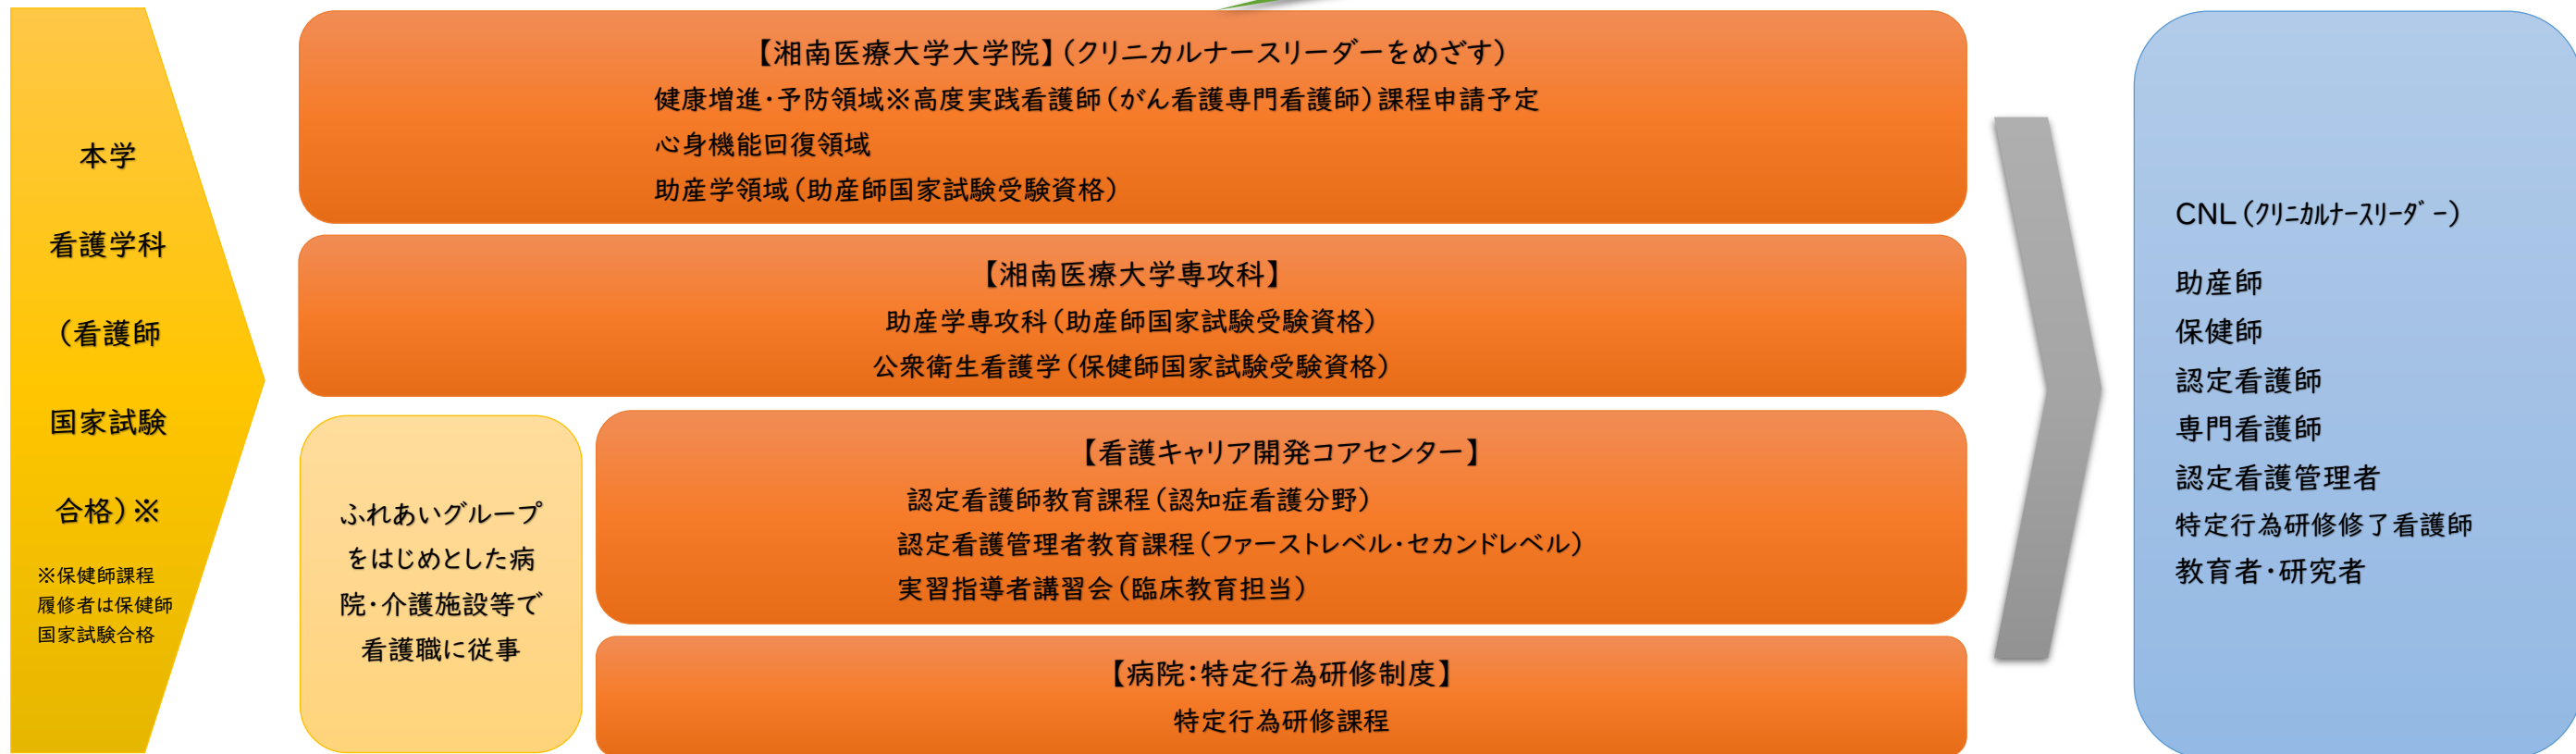 本学
看護学科
(看護師
国家試験
合格)※
※保健師課程
履修者は保健師
国家試験合格
【湘南医療大学大学院】(クリニカルナースリーダーをめざす)
健康増進・予防領域※高度実践看護師(がん看護専門看護師)課程申請予定
心身機能回復領域
助産学領域(助産師国家試験受験資格)
【湘南医療大学専攻科】
助産学専攻科(助産師国家試験受験資格)
公衆衛生看護学(保健師国家試験受験資格)
ふれあいグループ
をはじめとした病
院・介護施設等で
看護職に従事
【看護キャリア開発コアセンター】
認定看護師教育課程(認知症看護分野)
認定看護管理者教育課程(ファーストレベル・セカンドレベル)
実習指導者講習会(臨床教育担当)
【病院:特定行為研修制度】
特定行為研修課程
CNL(クリニカルナースリーダー)
助産師
保健師
認定看護師
専門看護師
認定看護管理者
特定行為研修修了看護師
教育者・研究者